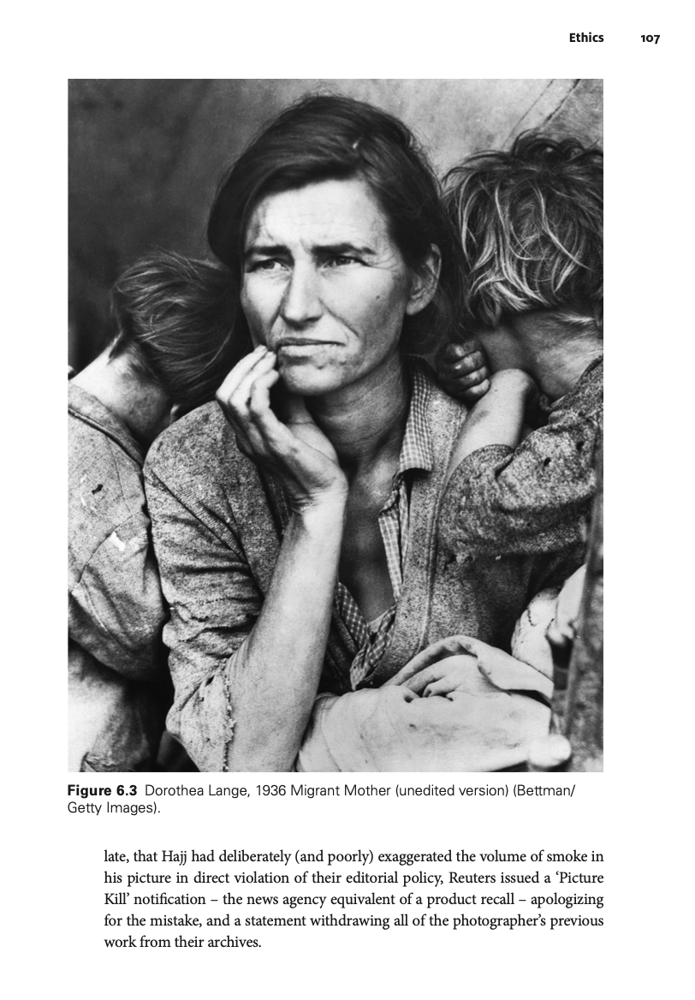 Ethics 107
Figure 6.3 Dorothea Lange, 1936 Migrant Mother (unedited version) (Bettman/
Getty Images).
late, that Hajj had deliberately (and poorly) exaggerated the volume of smoke in
his picture in direct violation of their editorial policy, Reuters issued a ‘Picture
Kill’ notification – the news agency equivalent of a product recall – apologizing
for the mistake, and a statement withdrawing all of the photographer’s previous
work from their archives.